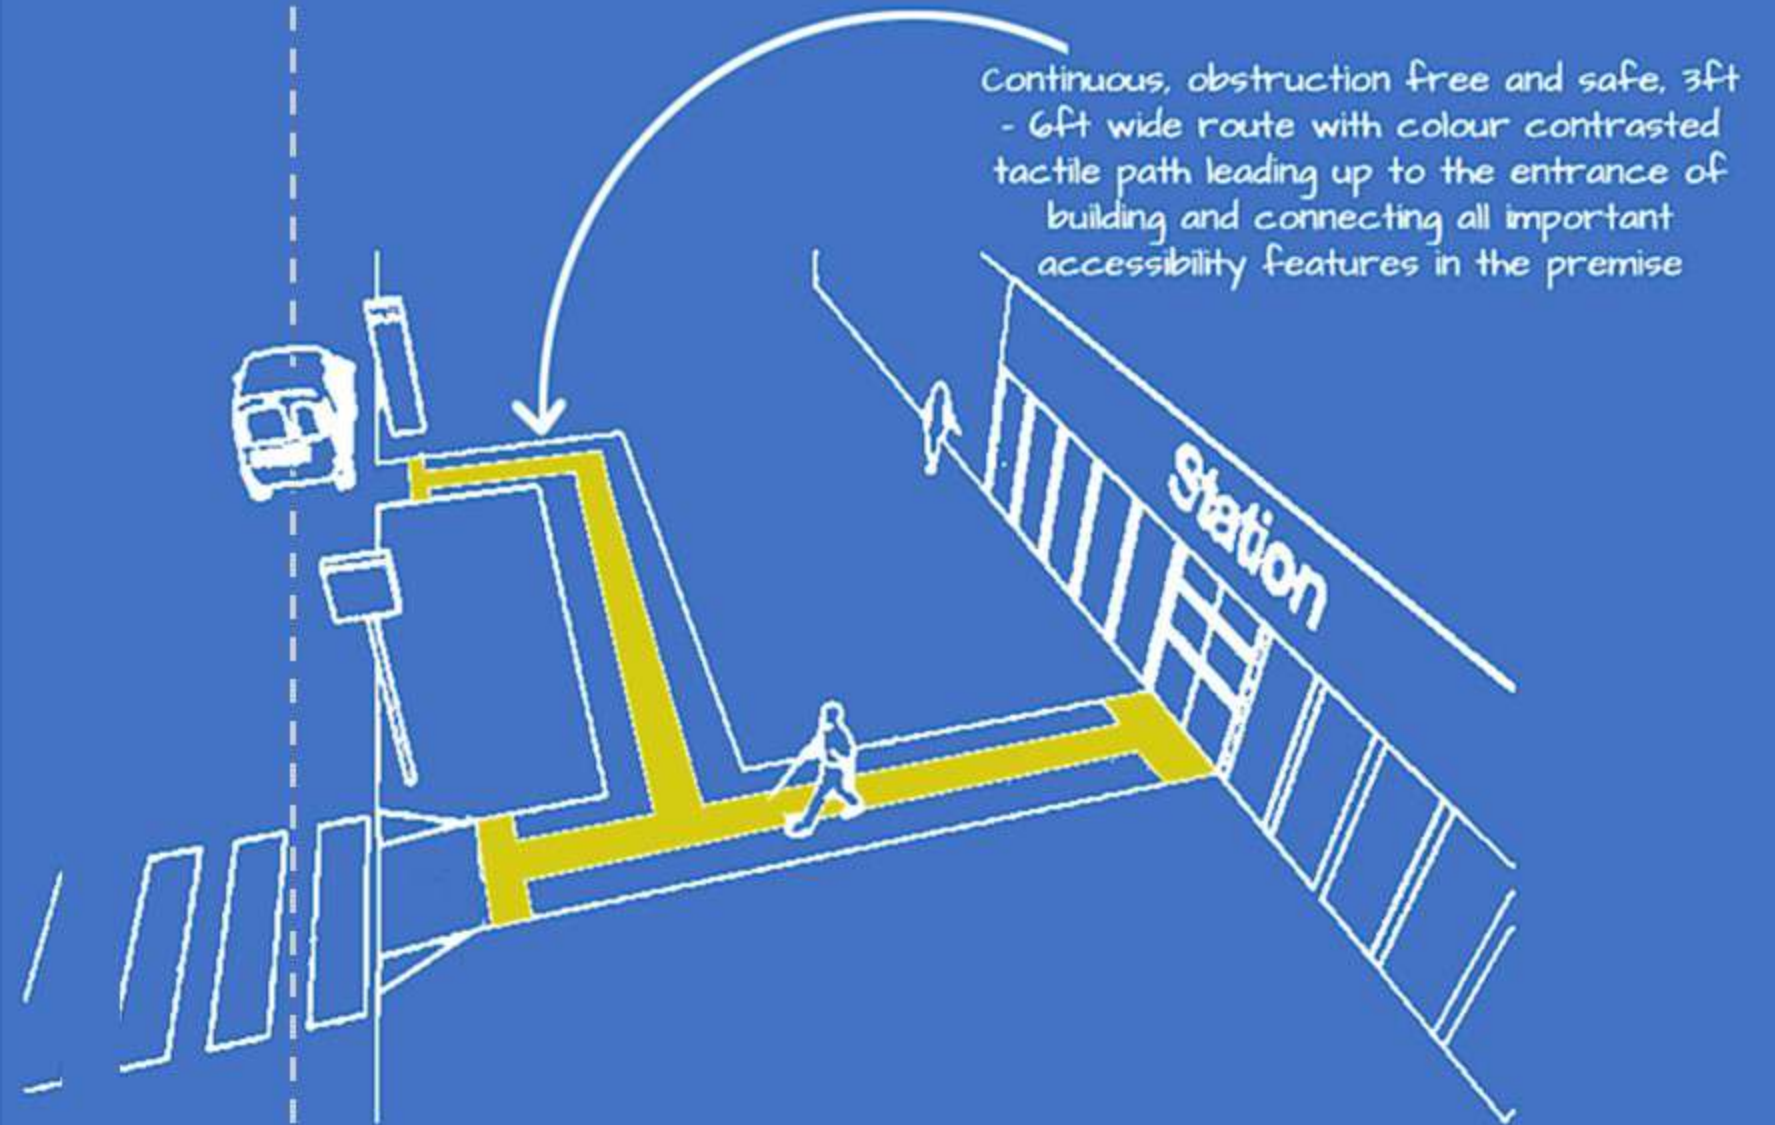 Continuous, obstruction free and safe, 3ft
- 6ft wide route with colour contrasted
tactile path leading up to the entrance of
building and connecting all important
accessibility features in the premise
Station